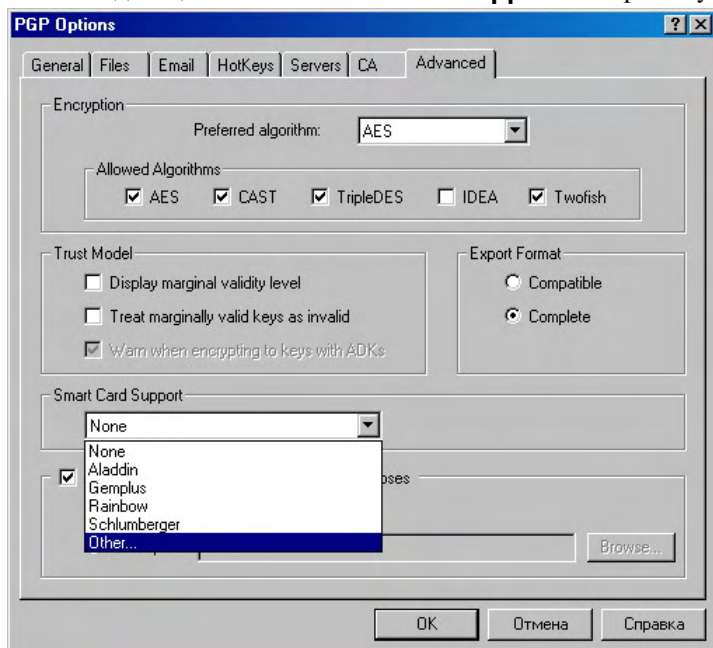 PGP Options
General Files Email HotKeys Servers CA Advanced
Encryption
Preferred algorithm: AES
Allowed Algorithms
AES CAST TripleDES IDEA Twofish
Trust Model
Display marginal validity level
Treat marginally valid keys as invalid
Warn when encrypting to keys with ADKs
Export Format
Compatible
Complete
Smart Card Support
None
None
Aladdin
Gemplus
Rainbow
Schlumberger
Other...
Browse...
OK Отмена Справка